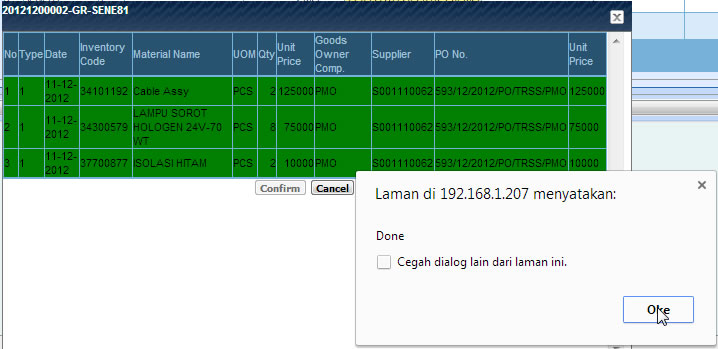 20121200002-GR-SENE81
No Type Date Inventory Code Material Name UOM Qty Unit Price Goods Owner Comp. Supplier PO No. Unit Price
1 1 11-12-2012 34101192 Cable Assy PCS 2 125000 PMO S001110062 593/12/2012/PO/TRSS/PMO 125000
2 1 11-12-2012 34300579 LAMPU SOROT HOLOGEN 24V-70 WT PCS 8 75000 PMO S001110062 593/12/2012/PO/TRSS/PMO 75000
3 1 11-12-2012 37700877 ISOLASI HITAM PCS 2 10000 PMO S001110062 593/12/2012/PO/TRSS/PMO 10000
Confirm Cancel
Laman di 192.168.1.207 menyatakan:
Done
Cegah dialog lain dari laman ini.
Oke